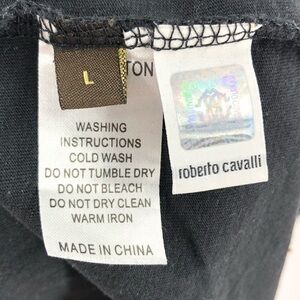 L
TON
WASHING
INSTRUCTIONS
COLD WASH
DO NOT TUMBLE DRY
DO NOT BLEACH
DO NOT DRY CLEAN
WARM IRON
MADE IN CHINA
roberto cavalli